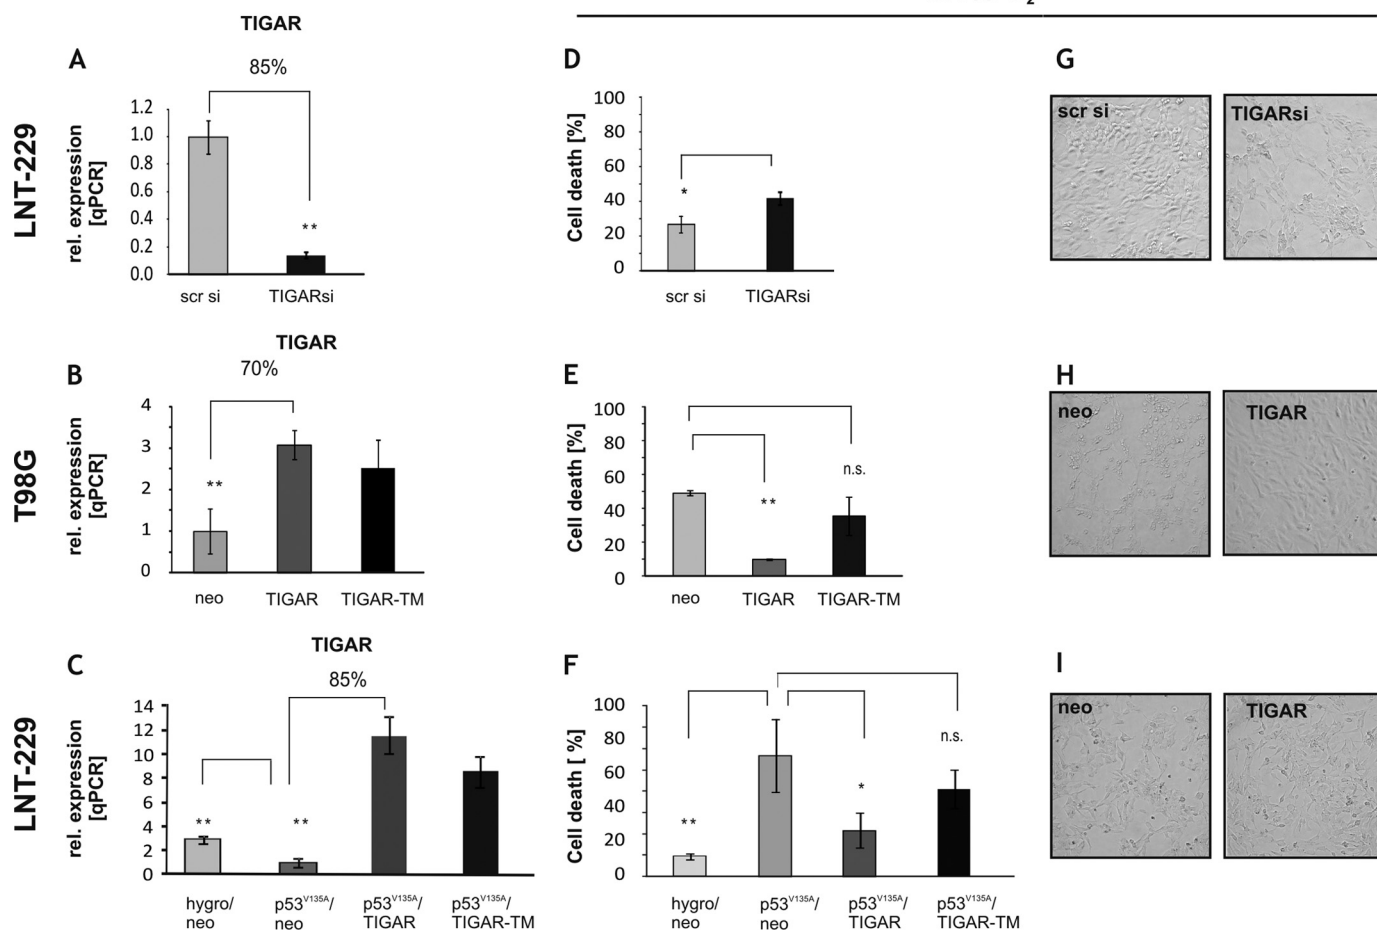 TIGAR
2
A
85%
LNT-229
rel. expression
[qPCR]
1.2
1.0
0.8
0.6
0.4
0.2
0.0
**
scr si
TIGARsi
D
Cell death [%]
100
80
60
40
20
0
*
scr si
TIGARsi
G
scr si
TIGARsi
TIGAR
B
70%
T98G
rel. expression
[qPCR]
4
3
2
1
0
**
neo
TIGAR
TIGAR-TM
E
Cell death [%]
100
80
60
40
20
0
**
n.s.
neo
TIGAR
TIGAR-TM
H
neo
TIGAR
TIGAR
C
85%
LNT-229
rel. expression
[qPCR]
14
12
10
8
6
4
2
0
**
**
hygro/
neo
p53V135A/
neo
p53V135A/
TIGAR
p53V135A/
TIGAR-TM
F
Cell death [ %]
100
80
60
40
20
0
**
*
n.s.
hygro/
neo
p53V135A/
neo
p53V135A/
TIGAR
p53V135A/
TIGAR-TM
I
neo
TIGAR